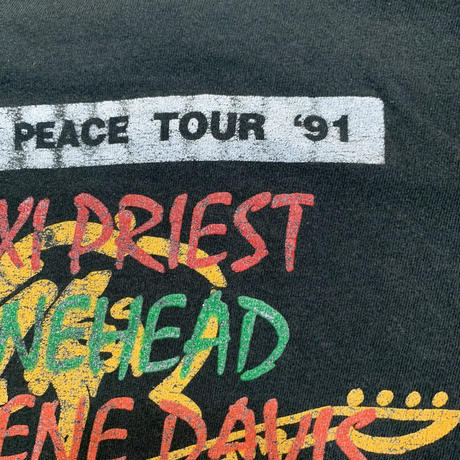 PEACE TOUR '91
XI PRIEST
NEHEAD
ENE DAVIS